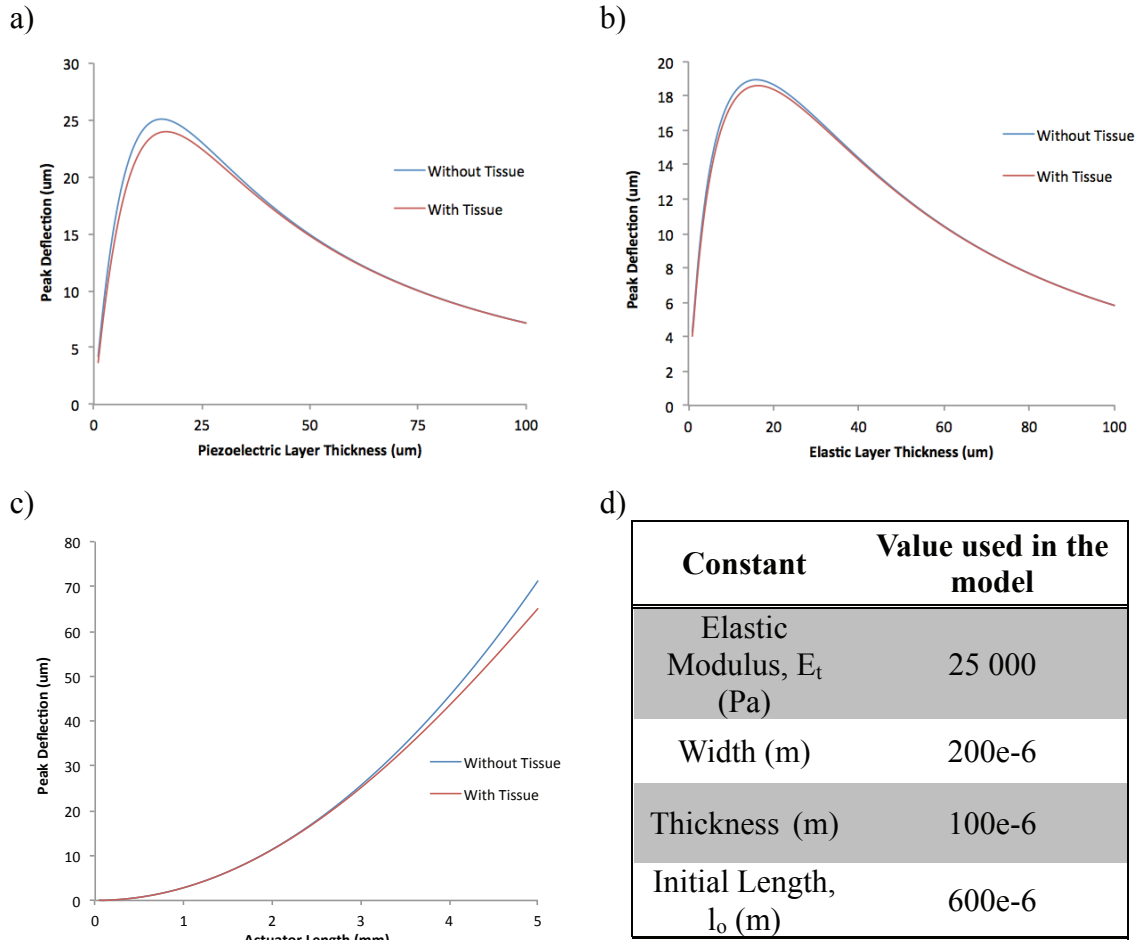 a)
30
25
20
15
10
5
0
Peak Deflection (um)
0 25 50 75 100
Piezoelectric Layer Thickness (um)
Without Tissue
With Tissue
b)
20
18
16
14
12
10
8
6
4
2
0
Peak Deflection (um)
0 20 40 60 80 100
Elastic Layer Thickness (um)
Without Tissue
With Tissue
c)
80
70
60
50
40
30
20
10
0
Peak Deflection (um)
0 1 2 3 4 5
Actuator Length (mm)
Without Tissue
With Tissue
d)
Constant
Value used in the
model
Elastic
Modulus, Et
(Pa)
25 000
Width (m)
200e-6
Thickness (m)
100e-6
Initial Length,
lo (m)
600e-6